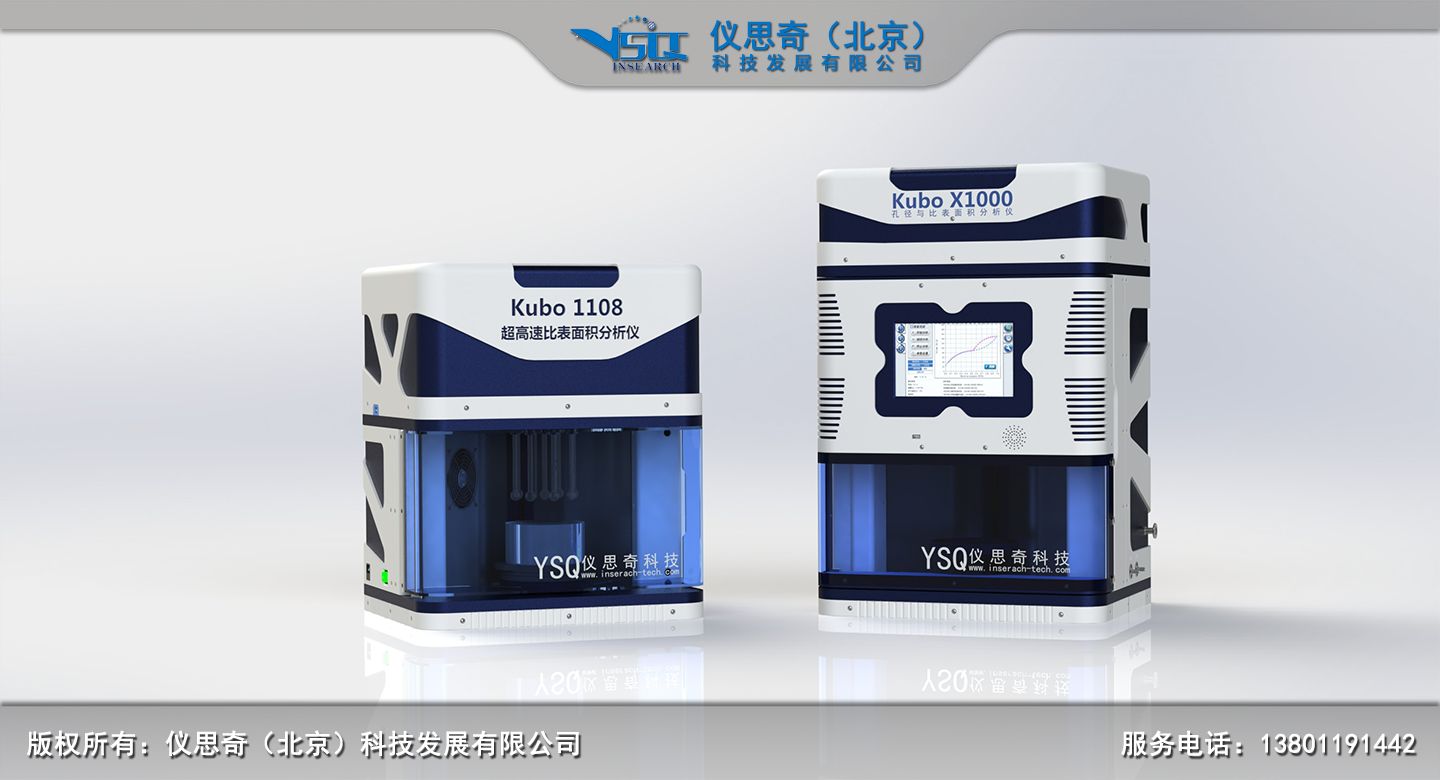 YSQ
INSEARCH
仪思奇（北京）
科技发展有限公司
Kubo 1108
超高速比表面积分析仪
YSQ仪思奇科技
www.inserach-tech.com
Kubo X1000
孔径与比表面积分析仪
YSQ仪思奇科技
www.inserach-tech.com
版权所有：仪思奇（北京）科技发展有限公司
服务电话：13801191442